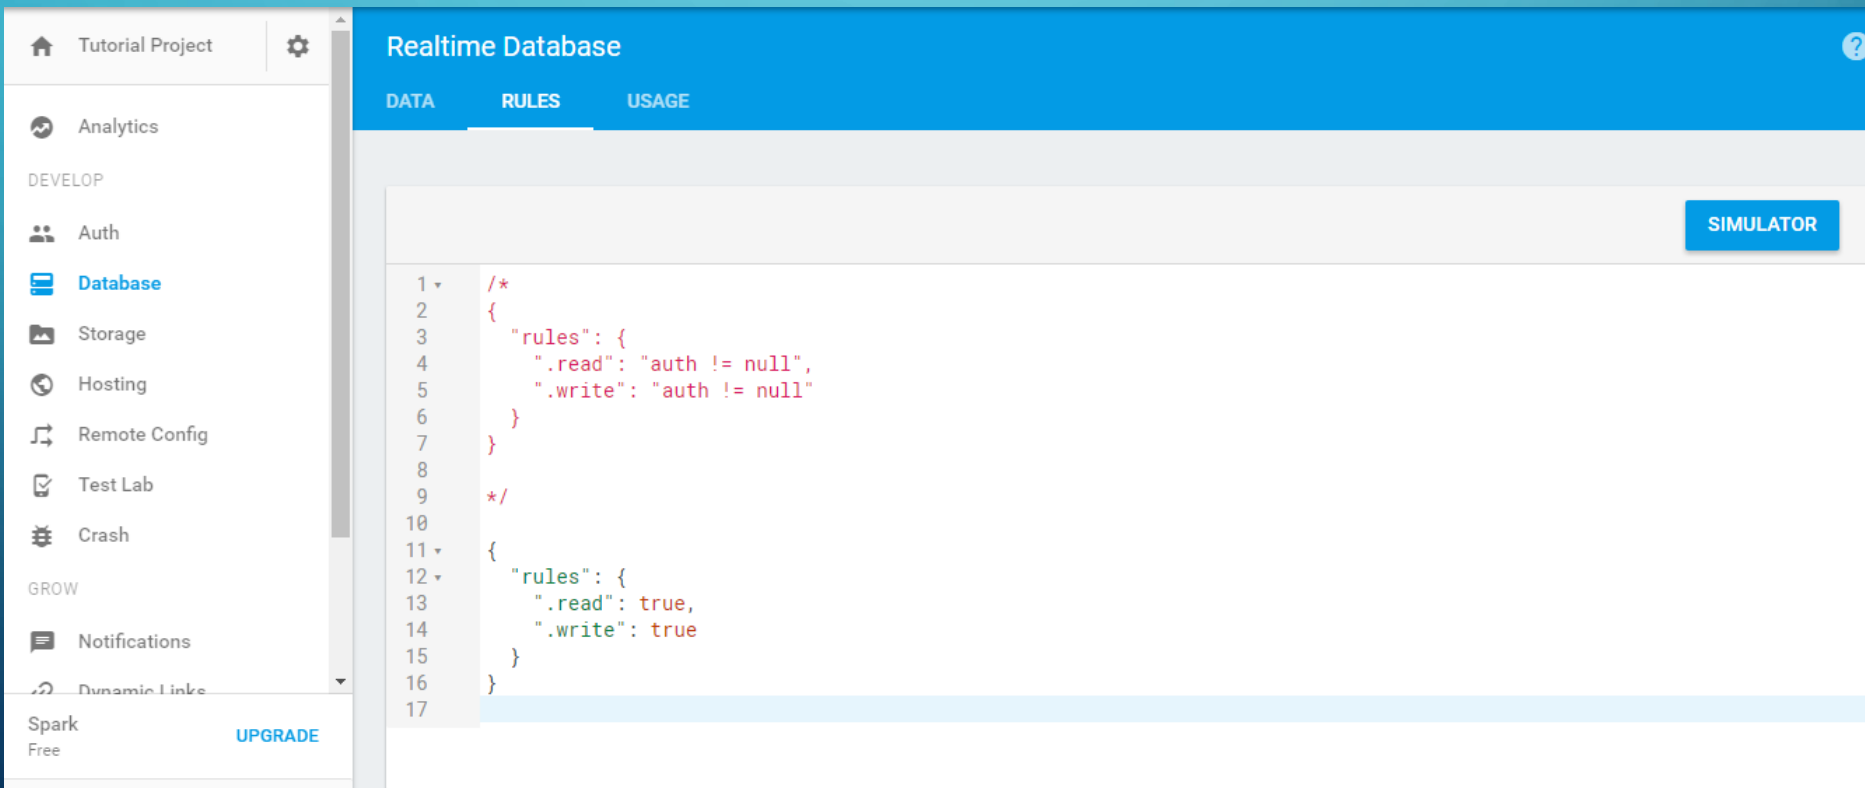 Tutorial Project
Analytics
DEVELOP
Auth
Database
Storage
Hosting
Remote Config
Test Lab
Crash
GROW
Notifications
Dynamic Links
Spark
Free
UPGRADE
Realtime Database
?
DATA RULES USAGE
SIMULATOR
1 /*
2 {
3 "rules": {
4 ".read": "auth != null",
5 ".write": "auth != null"
6 }
7 }
8
9 */
10
11 {
12 "rules": {
13 ".read": true,
14 ".write": true
15 }
16 }
17